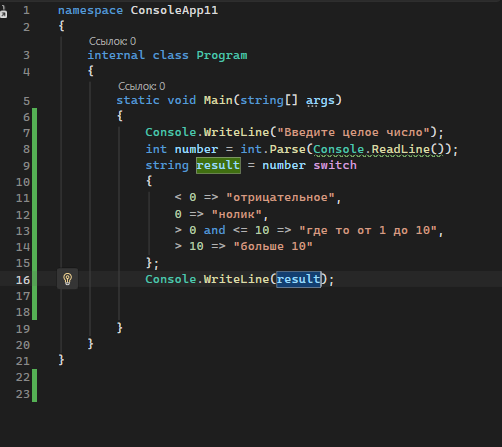 1 namespace ConsoleApp11
2 {
Ссылок: 0
3 internal class Program
4 {
Ссылок: 0
5 static void Main(string[] args)
6 {
7 Console.WriteLine("Введите целое число");
8 int number = int.Parse(Console.ReadLine());
9 string result = number switch
10 {
11 < 0 => "отрицательное",
12 0 => "нолик",
13 > 0 and <= 10 => "где то от 1 до 10",
14 > 10 => "больше 10"
15 };
16 Console.WriteLine(result);
17
18
19 }
20 }
21 }
22
23